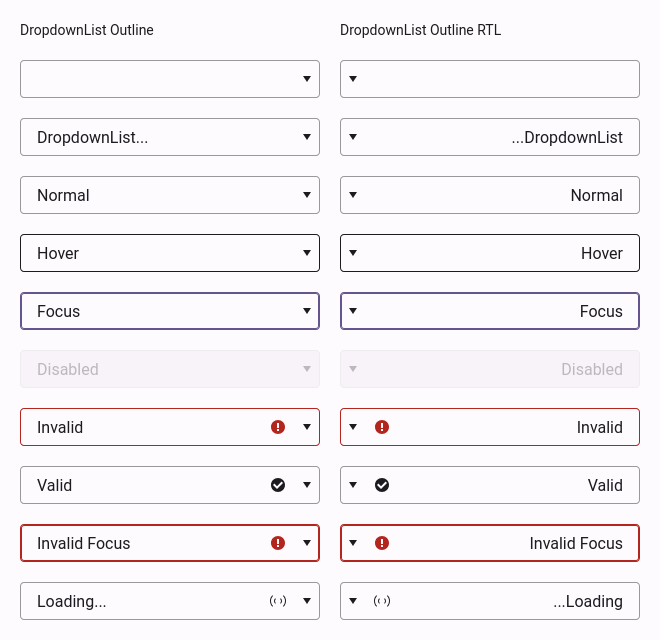 DropdownList Outline
DropdownList Outline RTL
DropdownList...
...DropdownList
Normal
Normal
Hover
Hover
Focus
Focus
Disabled
Disabled
Invalid
Invalid
Valid
Valid
Invalid Focus
Invalid Focus
Loading...
...Loading